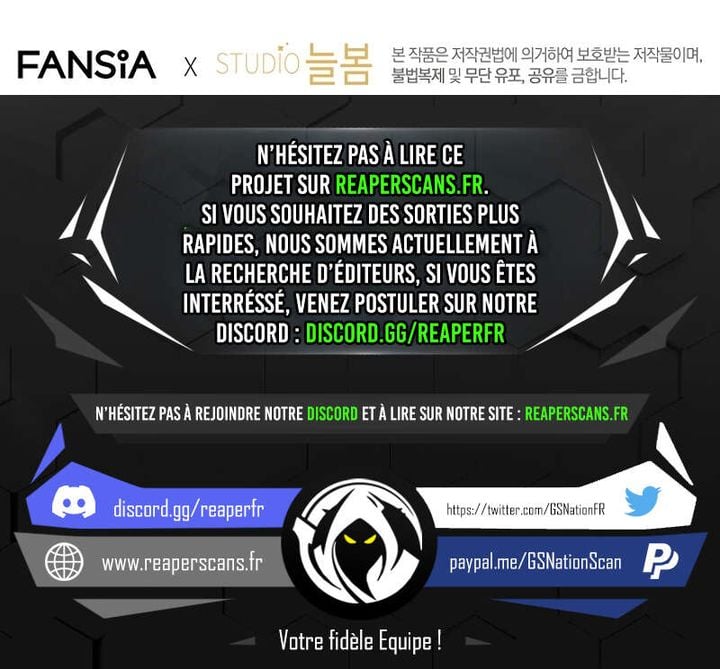 FANSiA X STUDiO 늘봄 본 작품은 저작권법에 의거하여 보호받는 저작물이며,
불법복제 및 무단 유포, 공유를 금합니다.
N'HÉSITEZ PAS À LIRE CE
PROJET SUR REAPERSCANS.FR.
SI VOUS SOUHAITEZ DES SORTIES PLUS
RAPIDES, NOUS SOMMES ACTUELLEMENT À
LA RECHERCHE D'ÉDITEURS, SI VOUS ÊTES
INTERRÉSSÉ, VENEZ POSTULER SUR NOTRE
DISCORD : DISCORD.GG/REAPERFR
N'HÉSITEZ PAS À REJOINDRE NOTRE DISCORD ET À LIRE SUR NOTRE SITE : REAPERSCANS.FR
discord.gg/reaperfr
https://twitter.com/GSNationFR
www.reaperscans.fr
paypal.me/GSNationScan
Votre fidèle Equipe !